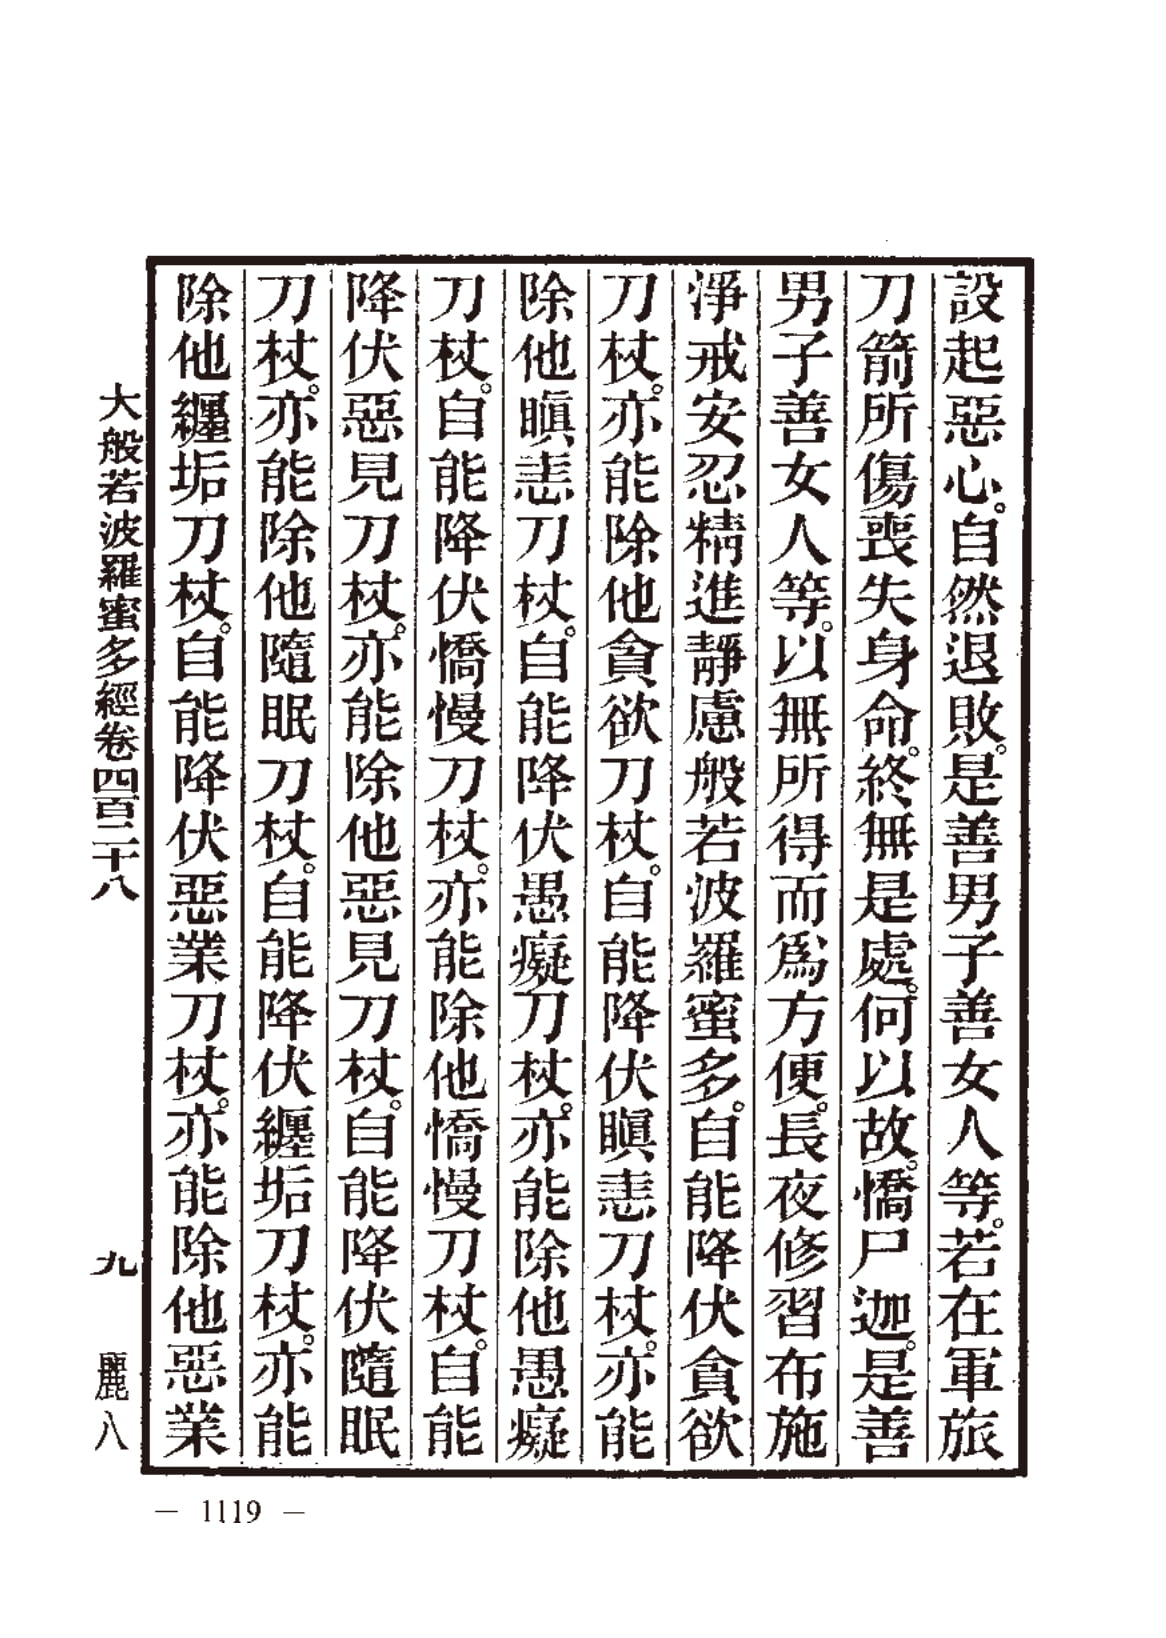 設起惡心。自然退敗。是善男子善女人等。若在軍旅
刀箭所傷喪失身命。終無是處。何以故。憍尸迦。是善
男子善女人等。以無所得而爲方便。長夜修習布施
淨戒安忍精進靜慮般若波羅蜜多。自能降伏貪欲
刀杖。亦能除他貪欲刀杖。自能降伏瞋恚刀杖。亦能
除他瞋恚刀杖。自能降伏愚癡刀杖。亦能除他愚癡
刀杖。自能降伏憍慢刀杖。亦能除他憍慢刀杖。自能
降伏惡見刀杖。亦能除他惡見刀杖。自能降伏隨眠
刀杖。亦能除他隨眠刀杖。自能降伏纏垢刀杖。亦能
除他纏垢刀杖。自能降伏惡業刀杖。亦能除他惡業
大般若波羅蜜多經卷四百二十八 九 麗八
— 1119 —